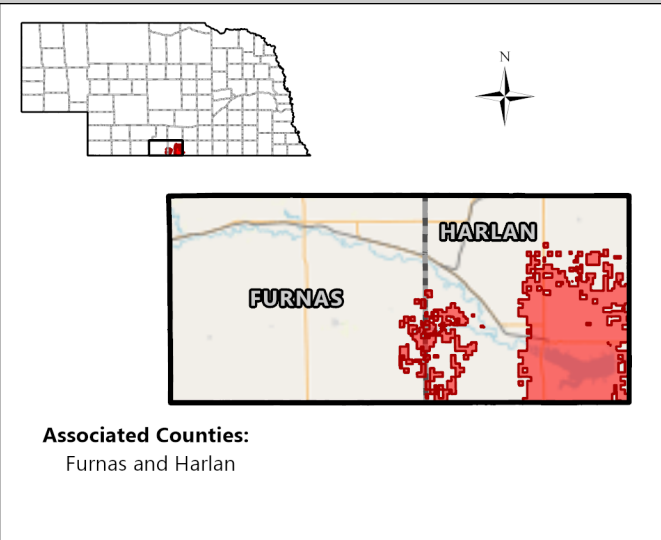 N
HARLAN
FURNAS
Associated Counties:
Furnas and Harlan